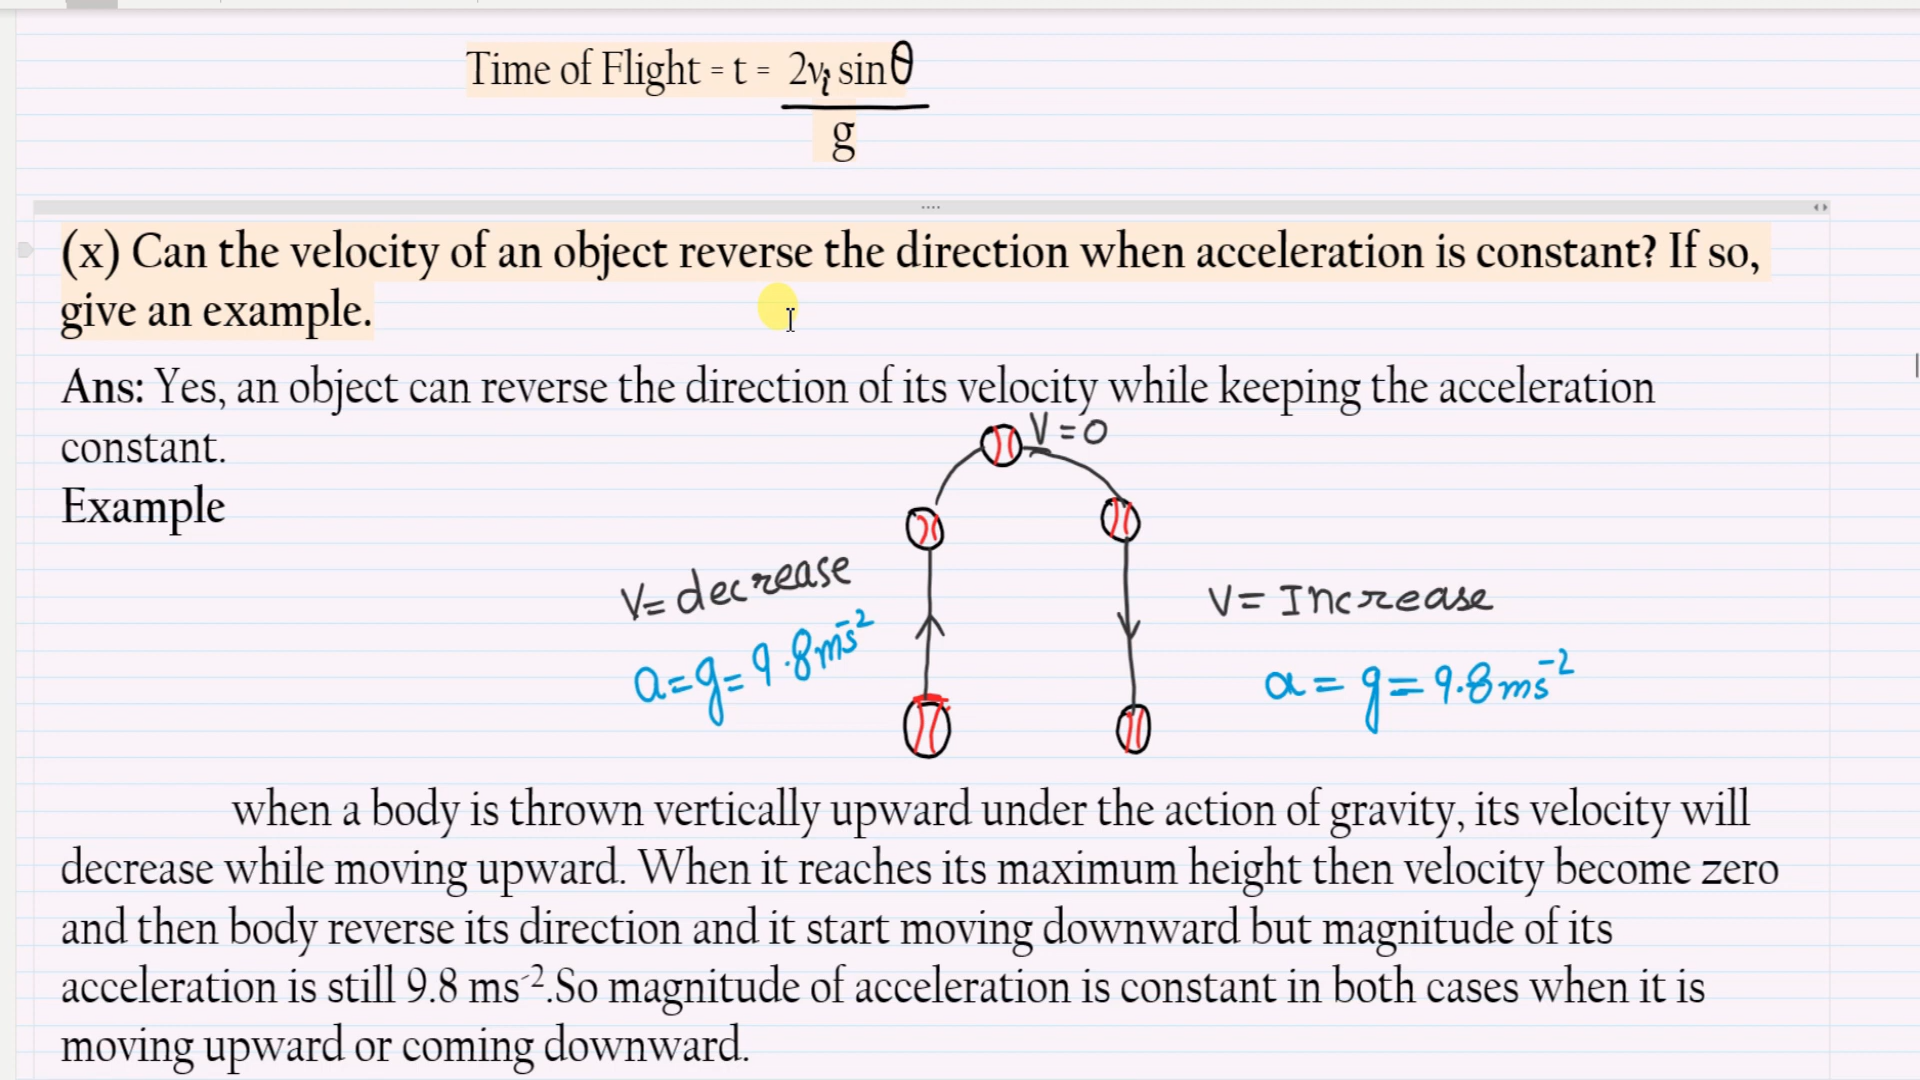 Time of Flight = t = 2vᵢ sinθ
g
(x) Can the velocity of an object reverse the direction when acceleration is constant? If so,
give an example.
Ans: Yes, an object can reverse the direction of its velocity while keeping the acceleration
constant.
V=0
Example
V= decrease
V= Increase
a=g=9.8ms⁻²
a=g=9.8ms⁻²
when a body is thrown vertically upward under the action of gravity, its velocity will
decrease while moving upward. When it reaches its maximum height then velocity become zero
and then body reverse its direction and it start moving downward but magnitude of its
acceleration is still 9.8 ms⁻².So magnitude of acceleration is constant in both cases when it is
moving upward or coming downward.